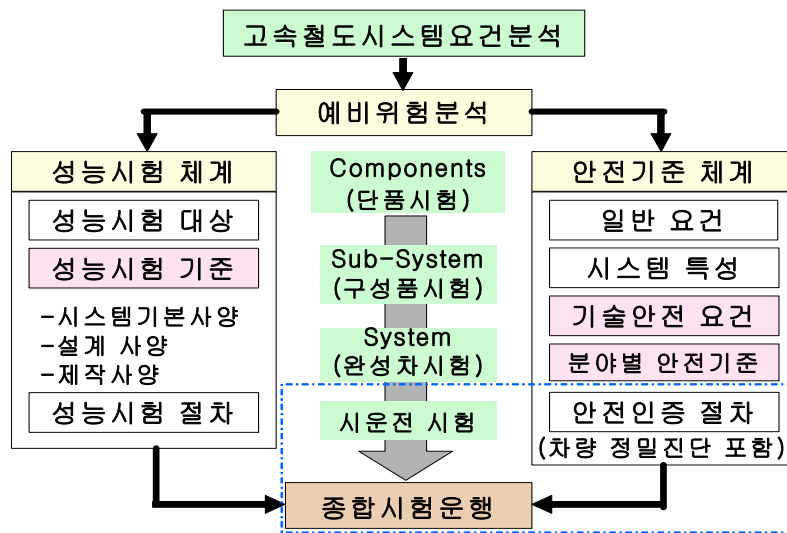 고속철도시스템요건분석
예비위험분석
성능시험 체계
성능시험 대상
성능시험 기준
-시스템기본사양
-설계 사양
-제작사양
성능시험 절차
Components
(단품시험)
Sub-System
(구성품시험)
System
(완성차시험)
시운전 시험
안전기준 체계
일반 요건
시스템 특성
기술안전 요건
분야별 안전기준
안전인증 절차
(차량 정밀진단 포함)
종합시험운행